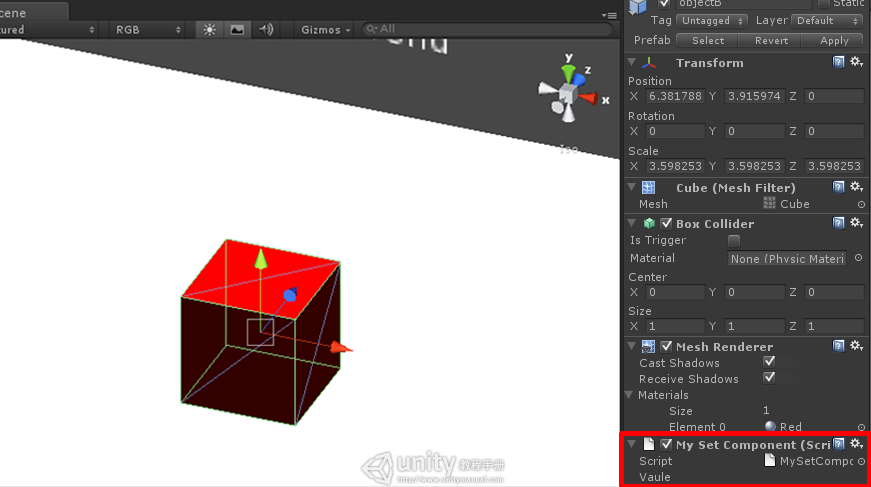 cene
objectB
Static
tured
RGB
Gizmos
All
Tag
Untagged
Layer
Default
Prefab
Select
Revert
Apply
y
z
x
Iso
Transform
Position
X 6.381788 Y 3.915974 Z 0
Rotation
X 0 Y 0 Z 0
Scale
X 3.598253 Y 3.598253 Z 3.598253
Cube (Mesh Filter)
Mesh Cube
Box Collider
Is Trigger
Material None (Physic Materi
Center
X 0 Y 0 Z 0
Size
X 1 Y 1 Z 1
Mesh Renderer
Cast Shadows
Receive Shadows
Materials
Size 1
Element 0 Red
My Set Component (Scri
Script MySetCompo
Vaule
unity 教程手册
http://www.unitymanual.com